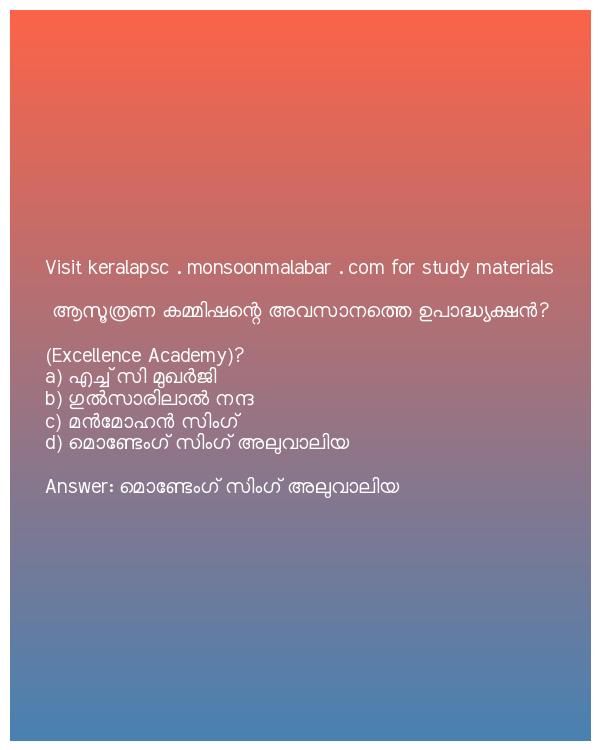 Visit keralapsc . monsoonmalabar . com for study materials
ആസൂത്രണ കമ്മിഷന്റെ അവസാനത്തെ ഉപാദ്ധ്യക്ഷൻ?
(Excellence Academy)?
a) എച്ച് സി മുഖർജി
b) ഗുൽസാരിലാൽ നന്ദ
c) മൻമോഹൻ സിംഗ്
d) മൊണ്ടേംഗ് സിംഗ് അലുവാലിയ
Answer: മൊണ്ടേംഗ് സിംഗ് അലുവാലിയ